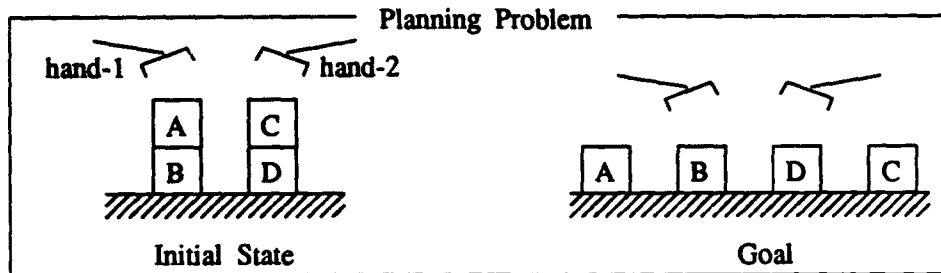 Planning Problem
hand-1
hand-2
A
C
B
D
A
B
D
C
Initial State
Goal